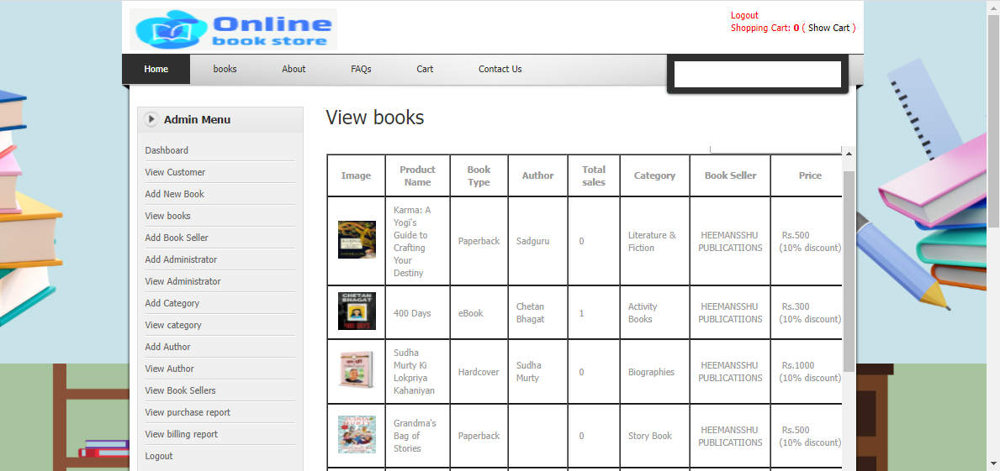 Online
book store
Logout
Shopping Cart: 0 ( Show Cart )
Home books About FAQs Cart Contact Us
Admin Menu
Dashboard
View Customer
Add New Book
View books
Add Book Seller
Add Administrator
View Administrator
Add Category
View category
Add Author
View Author
View Book Sellers
View purchase report
View billing report
Logout
View books
Image Product Name Book Type Author Total sales Category Book Seller Price
KARMA
Karma: A
Yogi's
Guide to
Crafting
Your
Destiny
Paperback
Sadguru
0
Literature &
Fiction
HEEMANSSHU
PUBLICATIIONS
Rs.500
(10% discount)
CHETAN
BHAGAT
400 DAYS
400 Days
eBook
Chetan
Bhagat
1
Activity
Books
HEEMANSSHU
PUBLICATIIONS
Rs.300
(10% discount)
Sudha
Murty Ki
Lokpriya
Kahaniyan
Hardcover
Sudha
Murty
0
Biographies
HEEMANSSHU
PUBLICATIIONS
Rs.1000
(10% discount)
SUDHA
MURTY
Grandma's
Bag of
Stories
Paperback
0
Story Book
HEEMANSSHU
PUBLICATIIONS
Rs.500
(10% discount)